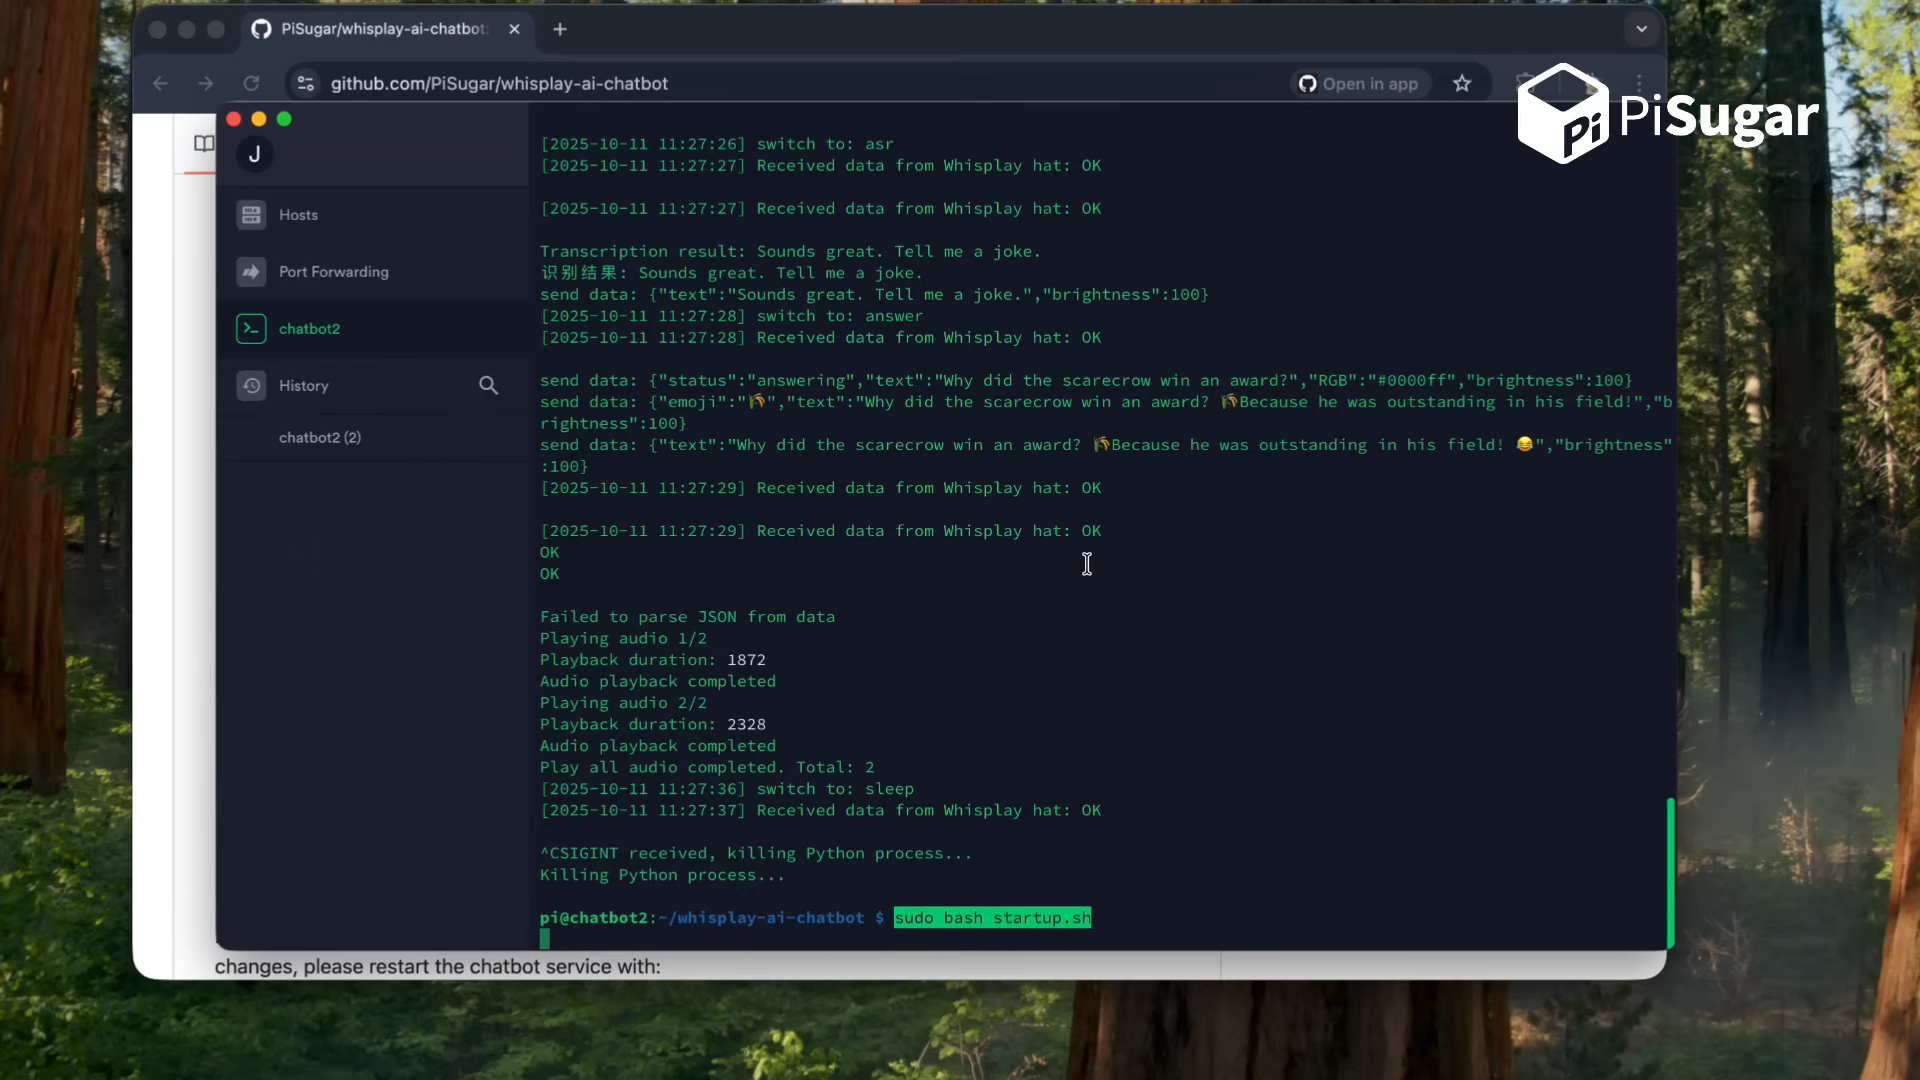 PiSugar/whisplay-ai-chatbot:
github.com/PiSugar/whisplay-ai-chatbot
Open in app
PiSugar
Pi
J
Hosts
Port Forwarding
chatbot2
History
chatbot2 (2)
[2025-10-11 11:27:26] switch to: asr
[2025-10-11 11:27:27] Received data from Whisplay hat: OK
[2025-10-11 11:27:27] Received data from Whisplay hat: OK
Transcription result: Sounds great. Tell me a joke.
识别结果: Sounds great. Tell me a joke.
send data: {"text":"Sounds great. Tell me a joke.","brightness":100}
[2025-10-11 11:27:28] switch to: answer
[2025-10-11 11:27:28] Received data from Whisplay hat: OK
send data: {"status":"answering","text":"Why did the scarecrow win an award?","RGB":"#0000ff","brightness":100}
send data: {"emoji":"🌾","text":"Why did the scarecrow win an award? 🌾Because he was outstanding in his field!","b
rightness":100}
send data: {"text":"Why did the scarecrow win an award? 🌾Because he was outstanding in his field! 😂","brightness"
:100}
[2025-10-11 11:27:29] Received data from Whisplay hat: OK
[2025-10-11 11:27:29] Received data from Whisplay hat: OK
OK
OK
Failed to parse JSON from data
Playing audio 1/2
Playback duration: 1872
Audio playback completed
Playing audio 2/2
Playback duration: 2328
Audio playback completed
Play all audio completed. Total: 2
[2025-10-11 11:27:36] switch to: sleep
[2025-10-11 11:27:37] Received data from Whisplay hat: OK
^CSIGINT received, killing Python process...
Killing Python process...
pi@chatbot2:~/whisplay-ai-chatbot $ sudo bash startup.sh
changes, please restart the chatbot service with: